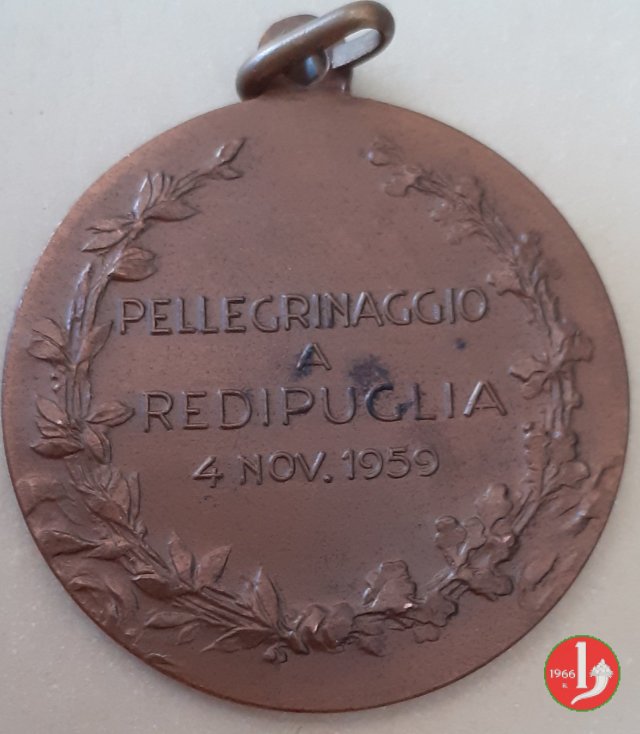 PELLEGRINAGGIO
A
REDIPUGLIA
4 NOV. 1959
1966
R.